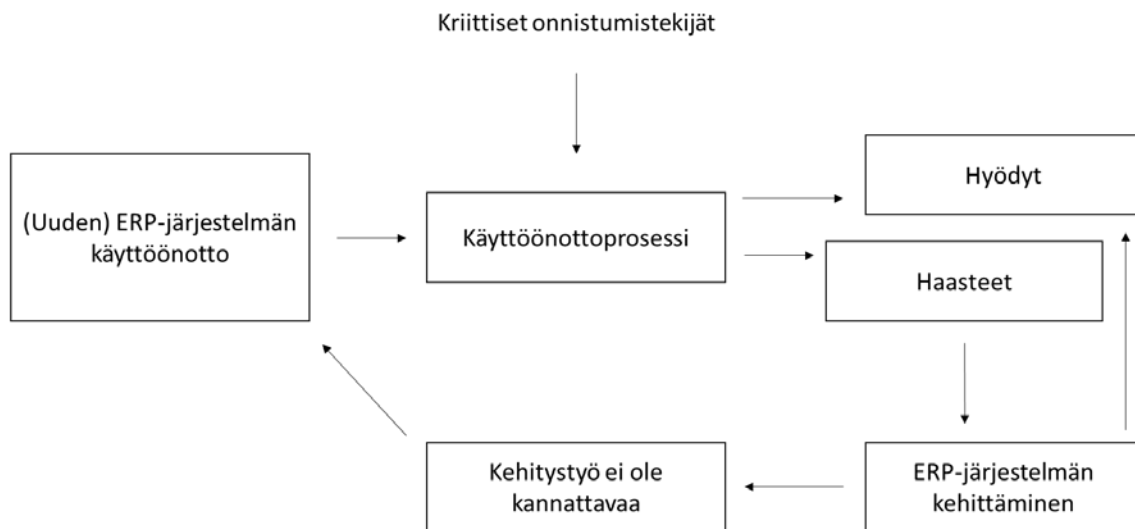 Kriittiset onnistumistekijät
(Uuden) ERP-järjestelmän
käyttöönotto
Käyttöönottoprosessi
Hyödyt
Haasteet
Kehitystyö ei ole
kannattavaa
ERP-järjestelmän
kehittäminen